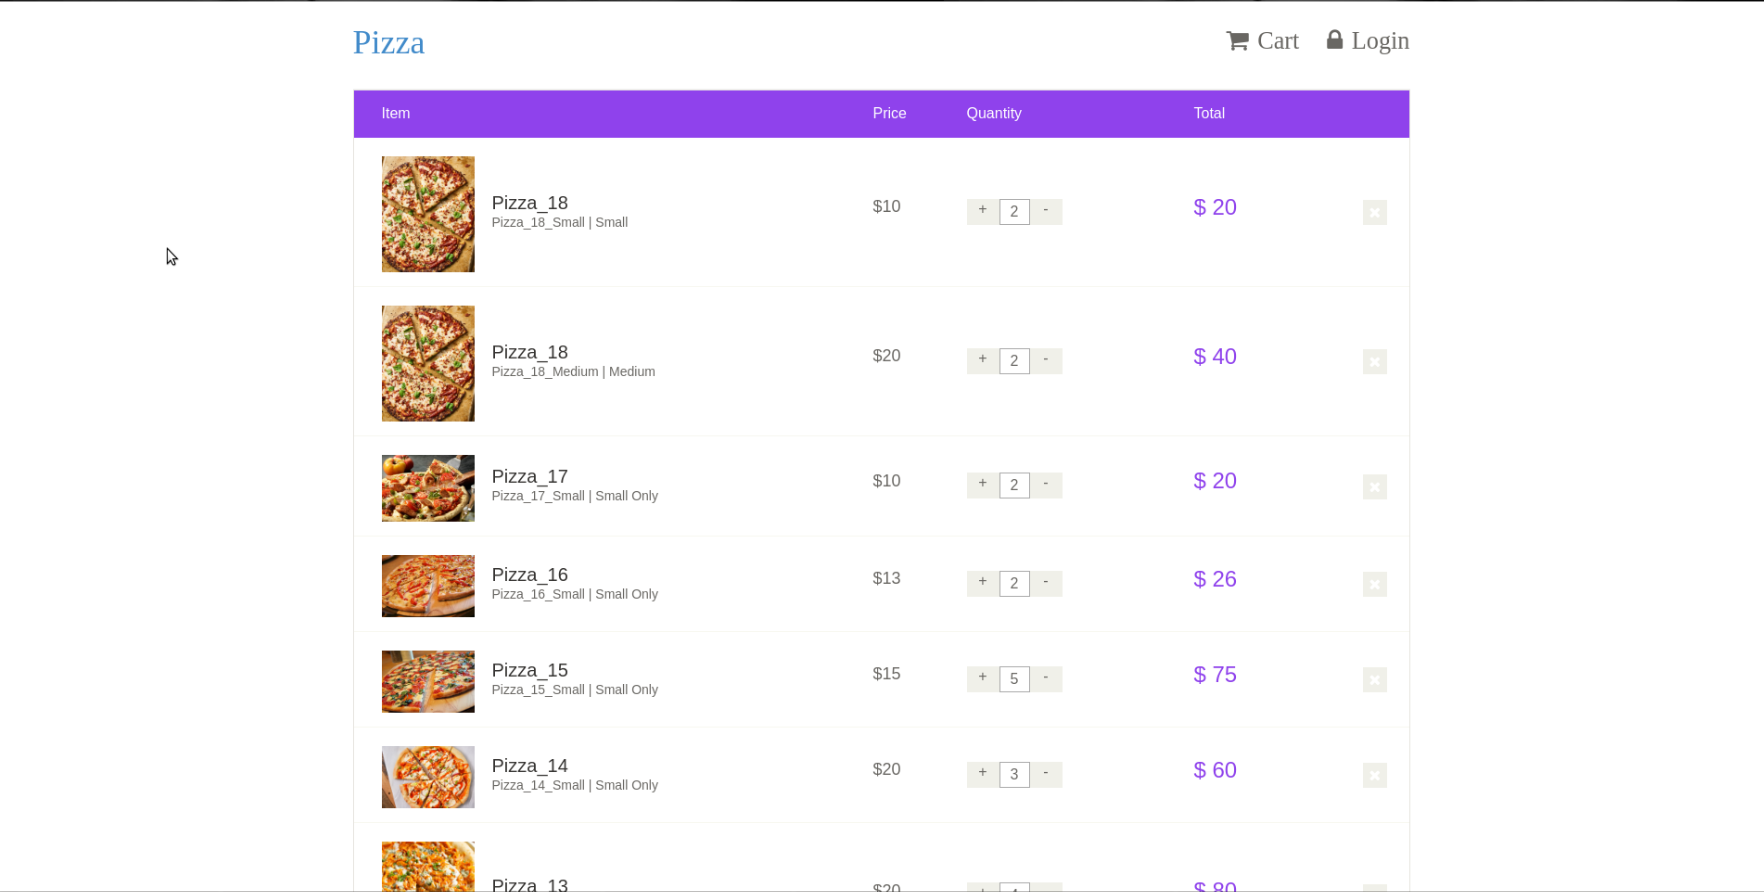 Pizza
Cart Login
Item Price Quantity Total
Pizza_18
Pizza_18_Small | Small
$10 + 2 - $ 20
Pizza_18
Pizza_18_Medium | Medium
$20 + 2 - $ 40
Pizza_17
Pizza_17_Small | Small Only
$10 + 2 - $ 20
Pizza_16
Pizza_16_Small | Small Only
$13 + 2 - $ 26
Pizza_15
Pizza_15_Small | Small Only
$15 + 5 - $ 75
Pizza_14
Pizza_14_Small | Small Only
$20 + 3 - $ 60
Pizza_13
$20 $ 80